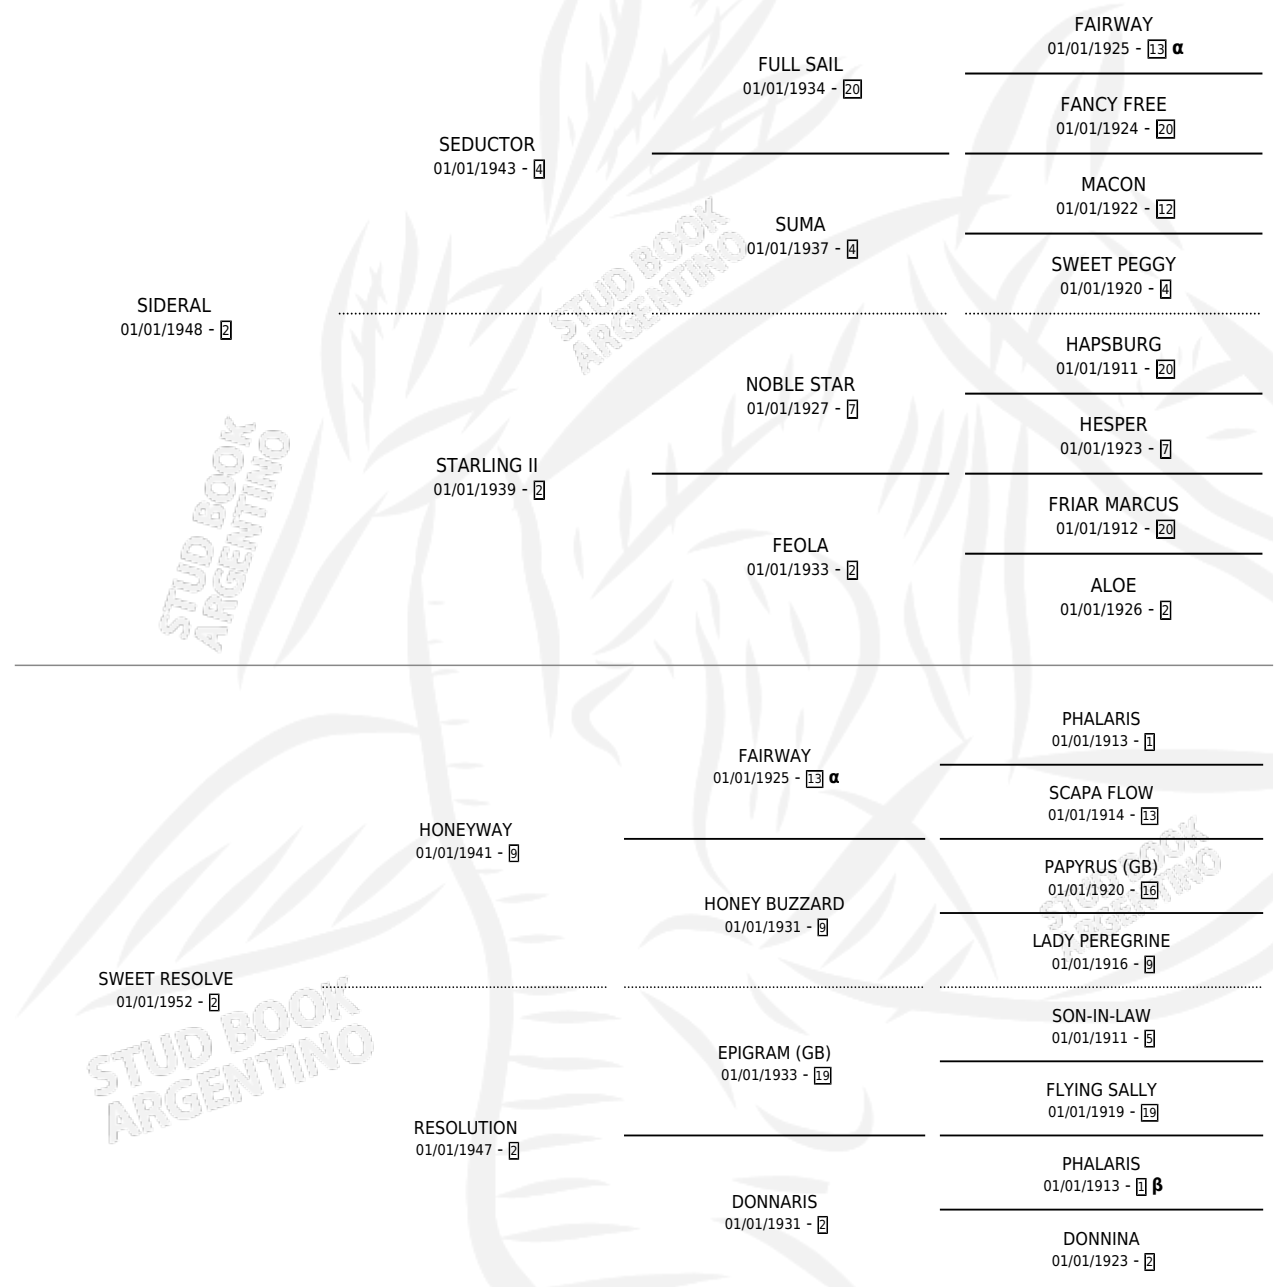 FAIRWAY
01/01/1925 - 13 α
FULL SAIL
01/01/1934 - 20
FANCY FREE
01/01/1924 - 20
SEDUCTOR
01/01/1943 - 4
MACON
01/01/1922 - 12
SUMA
01/01/1937 - 4
SWEET PEGGY
01/01/1920 - 4
STUD BOOK
ARGENTINO
SIDERAL
01/01/1948 - 2
HAPSBURG
01/01/1911 - 20
NOBLE STAR
01/01/1927 - 7
HESPER
01/01/1923 - 7
STARLING II
01/01/1939 - 2
FRIAR MARCUS
01/01/1912 - 20
FEOLA
01/01/1933 - 2
ALOE
01/01/1926 - 2
STUD BOOK
ARGENTINO
PHALARIS
01/01/1913 - 1
FAIRWAY
01/01/1925 - 13 α
SCAPA FLOW
01/01/1914 - 13
HONEYWAY
01/01/1941 - 9
PAPYRUS (GB)
01/01/1920 - 16
HONEY BUZZARD
01/01/1931 - 9
LADY PEREGRINE
01/01/1916 - 9
STUD BOOK
ARGENTINO
SWEET RESOLVE
01/01/1952 - 2
SON-IN-LAW
01/01/1911 - 5
EPIGRAM (GB)
01/01/1933 - 19
FLYING SALLY
01/01/1919 - 19
STUD BOOK
ARGENTINO
RESOLUTION
01/01/1947 - 2
PHALARIS
01/01/1913 - 1 β
DONNARIS
01/01/1931 - 2
DONNINA
01/01/1923 - 2